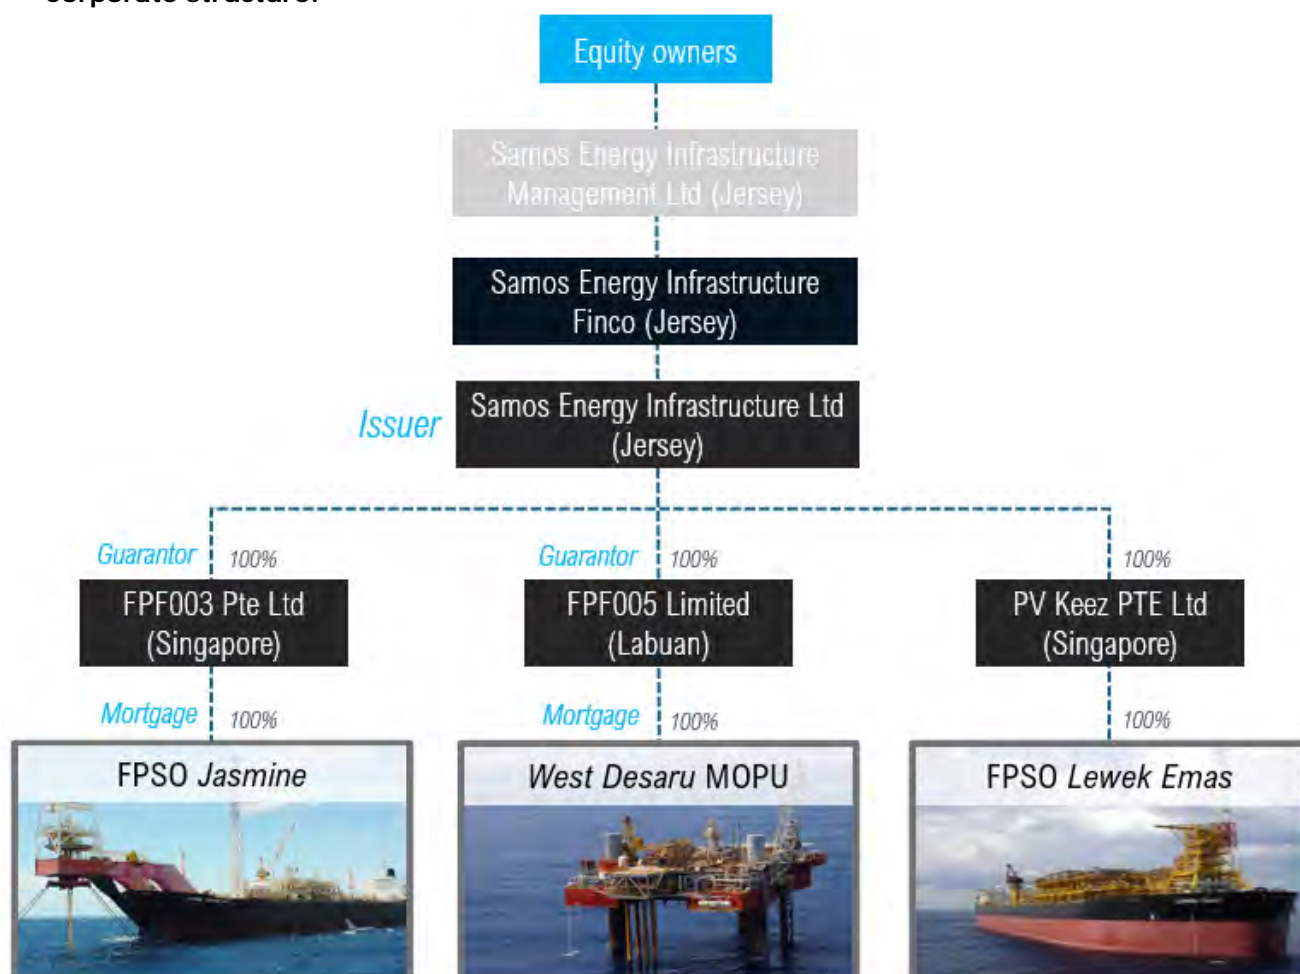 corporate structure:
Equity owners
Samos Energy Infrastructure
Management Ltd (Jersey)
Samos Energy Infrastructure
Finco (Jersey)
Issuer
Samos Energy Infrastructure Ltd
(Jersey)
Guarantor 100%
Guarantor 100%
100%
FPF003 Pte Ltd
(Singapore)
FPF005 Limited
(Labuan)
PV Keez PTE Ltd
(Singapore)
Mortgage 100%
Mortgage 100%
100%
FPSO Jasmine
West Desaru MOPU
FPSO Lewek Emas